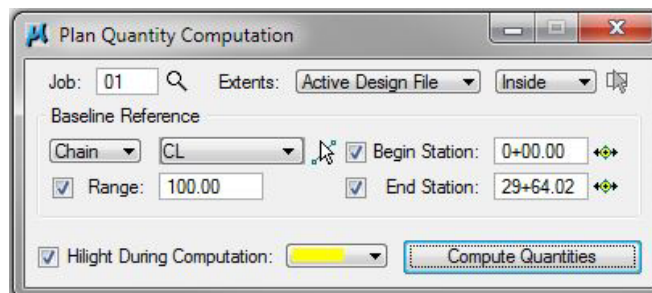 Plan Quantity Computation
Job: 01 Extents: Active Design File Inside
Baseline Reference
Chain CL Begin Station: 0+00.00
Range: 100.00 End Station: 29+64.02
Hilight During Computation: Compute Quantities